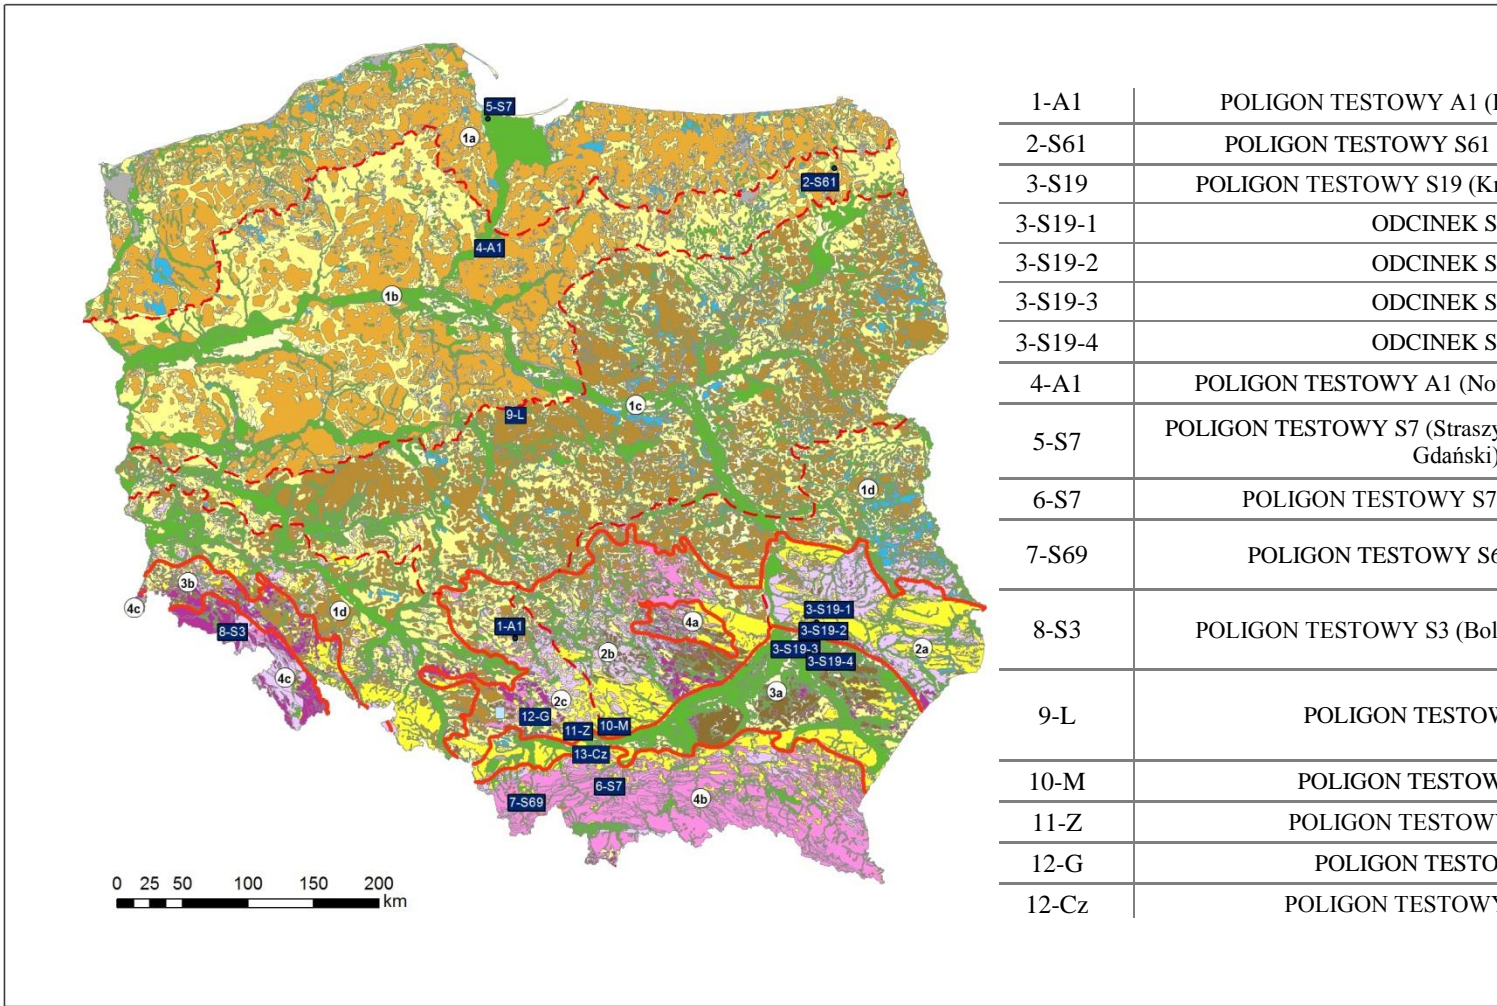 5-S7
1a
2-S61
4-A1
1b
9-L
1c
1d
3b
4c
1d
8-S3
4c
1-A1
4a
2b
3-S19-1
3-S19-2
3-S19-3
3-S19-4
2a
3a
2c
12-G
11-Z
10-M
13-Cz
6-S7
7-S69
4b
0 25 50 100 150 200
km
1-A1 POLIGON TESTOWY A1 (
2-S61 POLIGON TESTOWY S61
3-S19 POLIGON TESTOWY S19 (Kr
3-S19-1 ODCINEK S
3-S19-2 ODCINEK S
3-S19-3 ODCINEK S
3-S19-4 ODCINEK S
4-A1 POLIGON TESTOWY A1 (No
5-S7 POLIGON TESTOWY S7 (Straszy
Gdański)
6-S7 POLIGON TESTOWY S7
7-S69 POLIGON TESTOWY S6
8-S3 POLIGON TESTOWY S3 (Bol
9-L POLIGON TESTOW
10-M POLIGON TESTOW
11-Z POLIGON TESTOWY
12-G POLIGON TESTO
12-Cz POLIGON TESTOWY